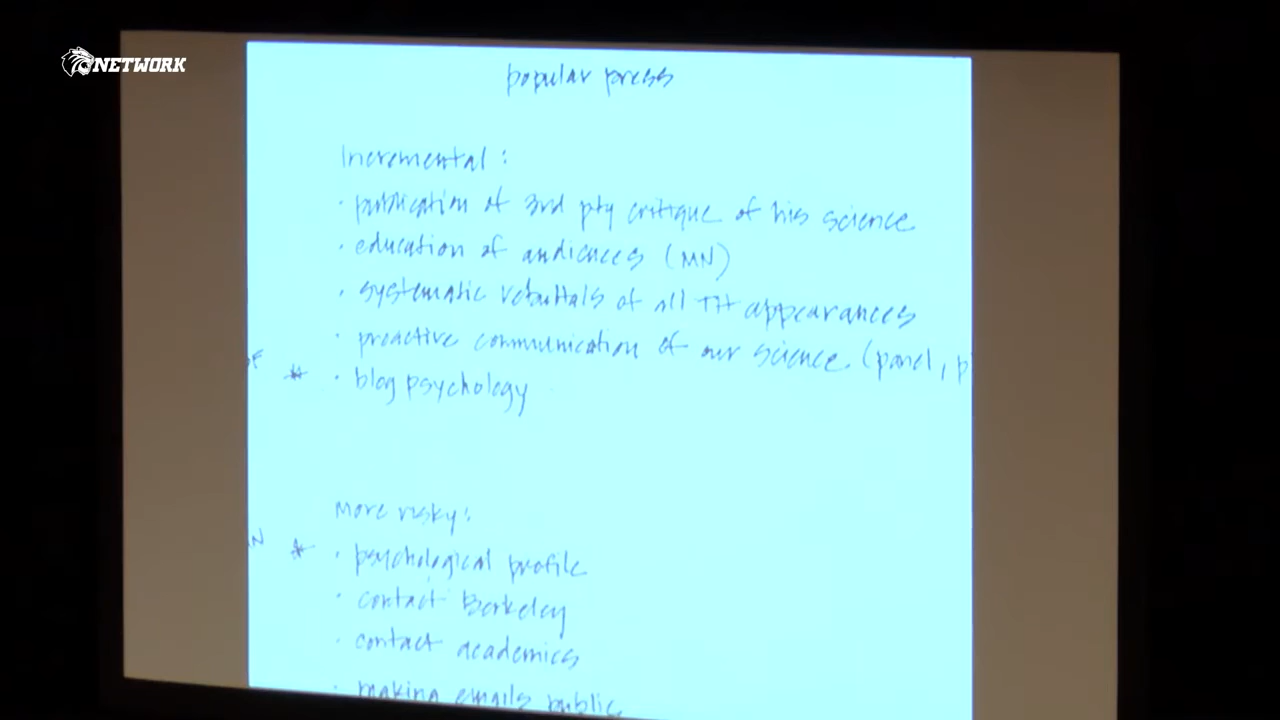 NETWORK
popular press
Incremental:
· publication of 3rd pty critique of his science
· education of audiences (MN)
· systematic rebuttals of all TH appearances
· proactive communication of our science (panel, p
* · blog psychology
More risky:
* · psychological profile
· contact Berkeley
· contact academics
· making emails public